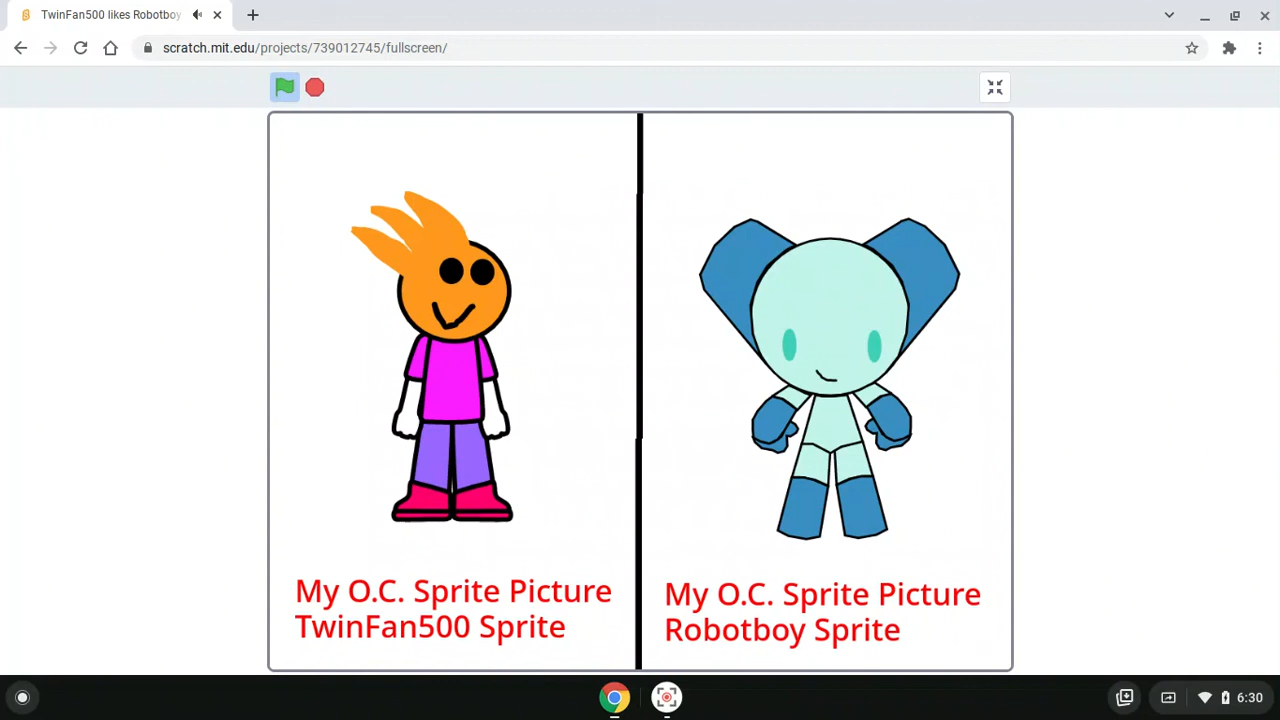 TwinFan500 likes Robotboy
scratch.mit.edu/projects/739012745/fullscreen/
My O.C. Sprite Picture
TwinFan500 Sprite
My O.C. Sprite Picture
Robotboy Sprite
6:30